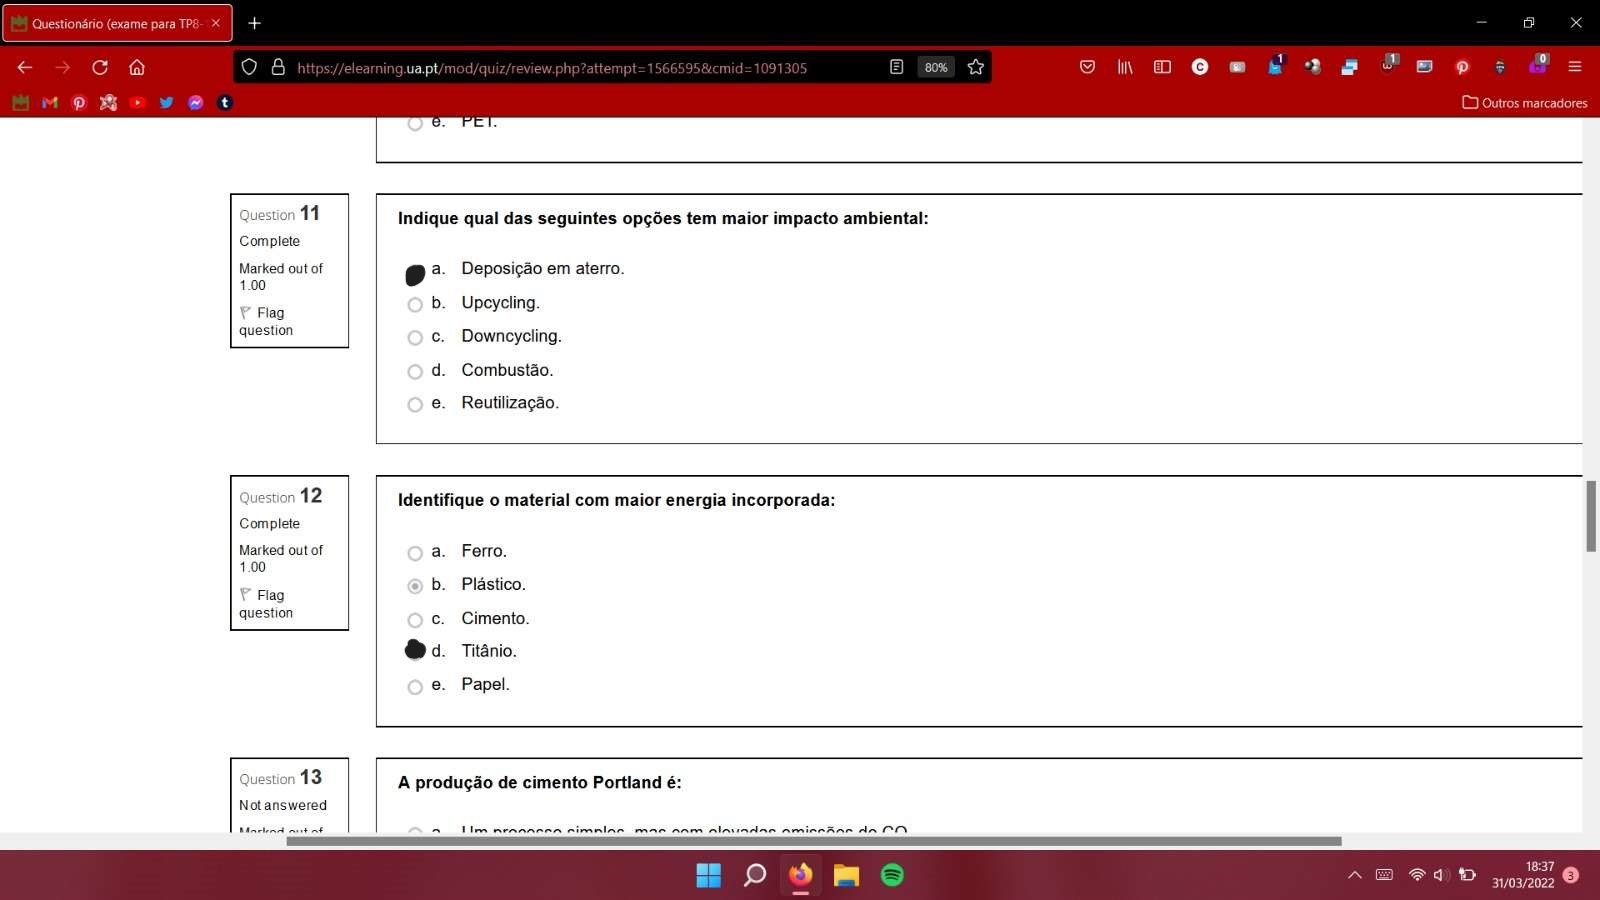 Questionário (exame para TP8-
https://elearning.ua.pt/mod/quiz/review.php?attempt=1566595&cmid=1091305
80%
1
1
0
Outros marcadores
e. PET.
Question 11
Complete
Marked out of
1.00
Flag
question
Indique qual das seguintes opções tem maior impacto ambiental:
a. Deposição em aterro.
b. Upcycling.
c. Downcycling.
d. Combustão.
e. Reutilização.
Question 12
Complete
Marked out of
1.00
Flag
question
Identifique o material com maior energia incorporada:
a. Ferro.
b. Plástico.
c. Cimento.
d. Titânio.
e. Papel.
Question 13
Not answered
Marked out of
A produção de cimento Portland é:
a. Um processo simples, mas com elevadas emissões de CO
18:37
31/03/2022
3